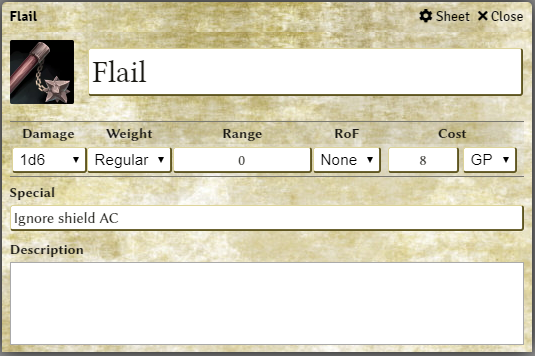 Flail Sheet Close
Flail
Damage Weight Range RoF Cost
1d6 Regular 0 None 8 GP
Special
Ignore shield AC
Description